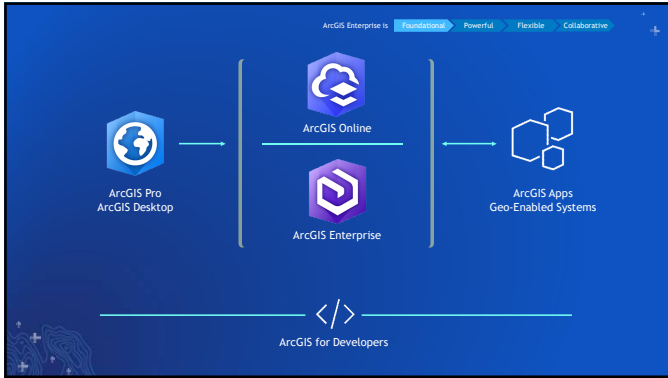 ArcGIS Enterprise is Foundational Powerful Flexible Collaborative
ArcGIS Online
ArcGIS Pro
ArcGIS Desktop
ArcGIS Apps
Geo-Enabled Systems
ArcGIS Enterprise
</>
ArcGIS for Developers